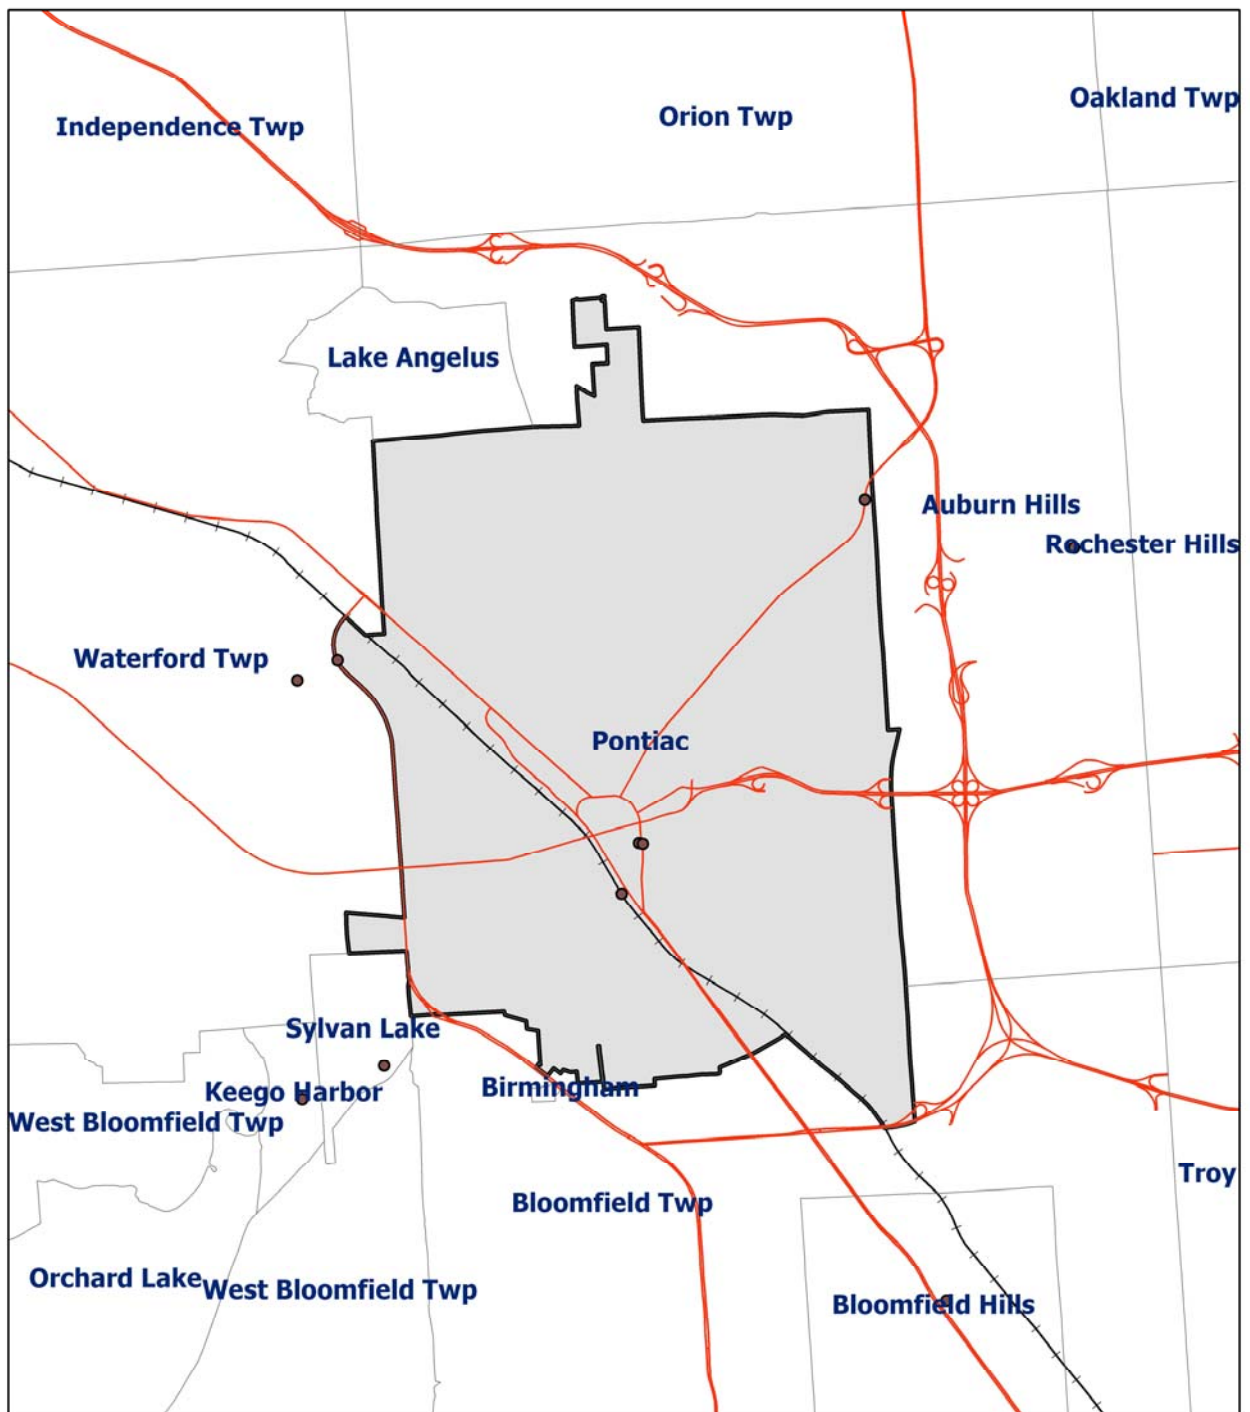 Oakland Twp
Orion Twp
Independence Twp
Lake Angelus
Auburn Hills
Rochester Hills
Waterford Twp
Pontiac
Sylvan Lake
Birmingham
Keego Harbor
West Bloomfield Twp
Troy
Bloomfield Twp
Orchard Lake
West Bloomfield Twp
Bloomfield Hills